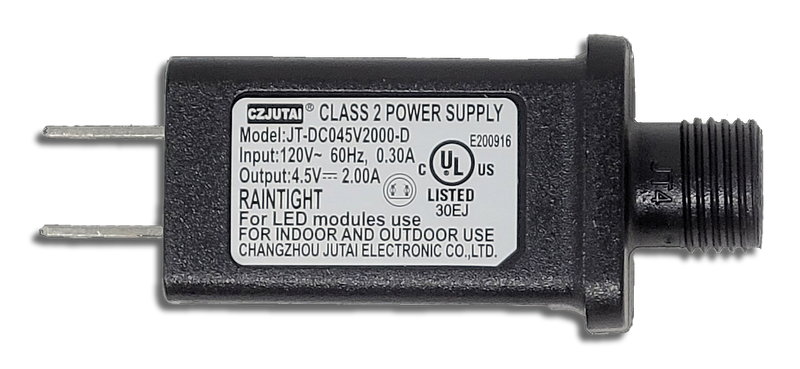 CZJUTAI® CLASS 2 POWER SUPPLY
Model:JT-DC045V2000-D
E200916
Input:120V~ 60Hz, 0.30A
Output:4.5V⎓ 2.00A
C UL US
LISTED
30EJ
RAINTIGHT
For LED modules use
FOR INDOOR AND OUTDOOR USE
CHANGZHOU JUTAI ELECTRONIC CO.,LTD.
JT4